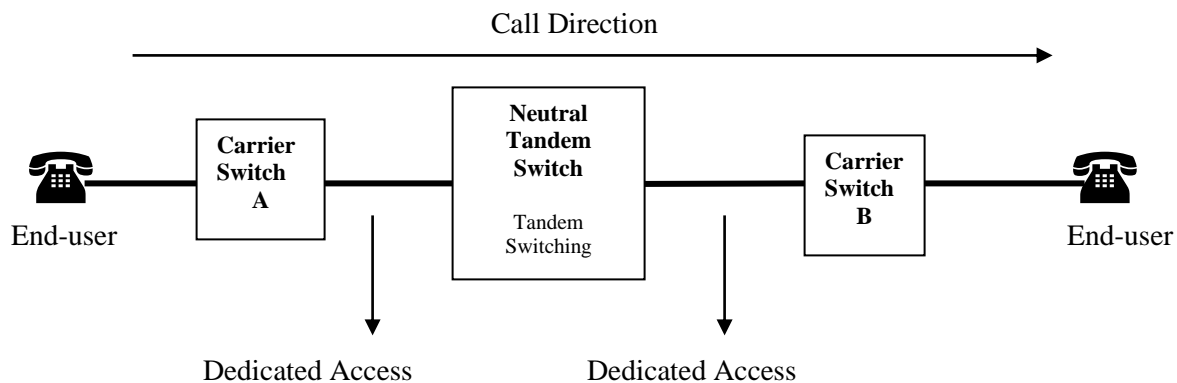 Call Direction
Neutral
Tandem
Switch
Tandem
Switching
Carrier
Switch
A
Carrier
Switch
B
End-user
End-user
Dedicated Access
Dedicated Access